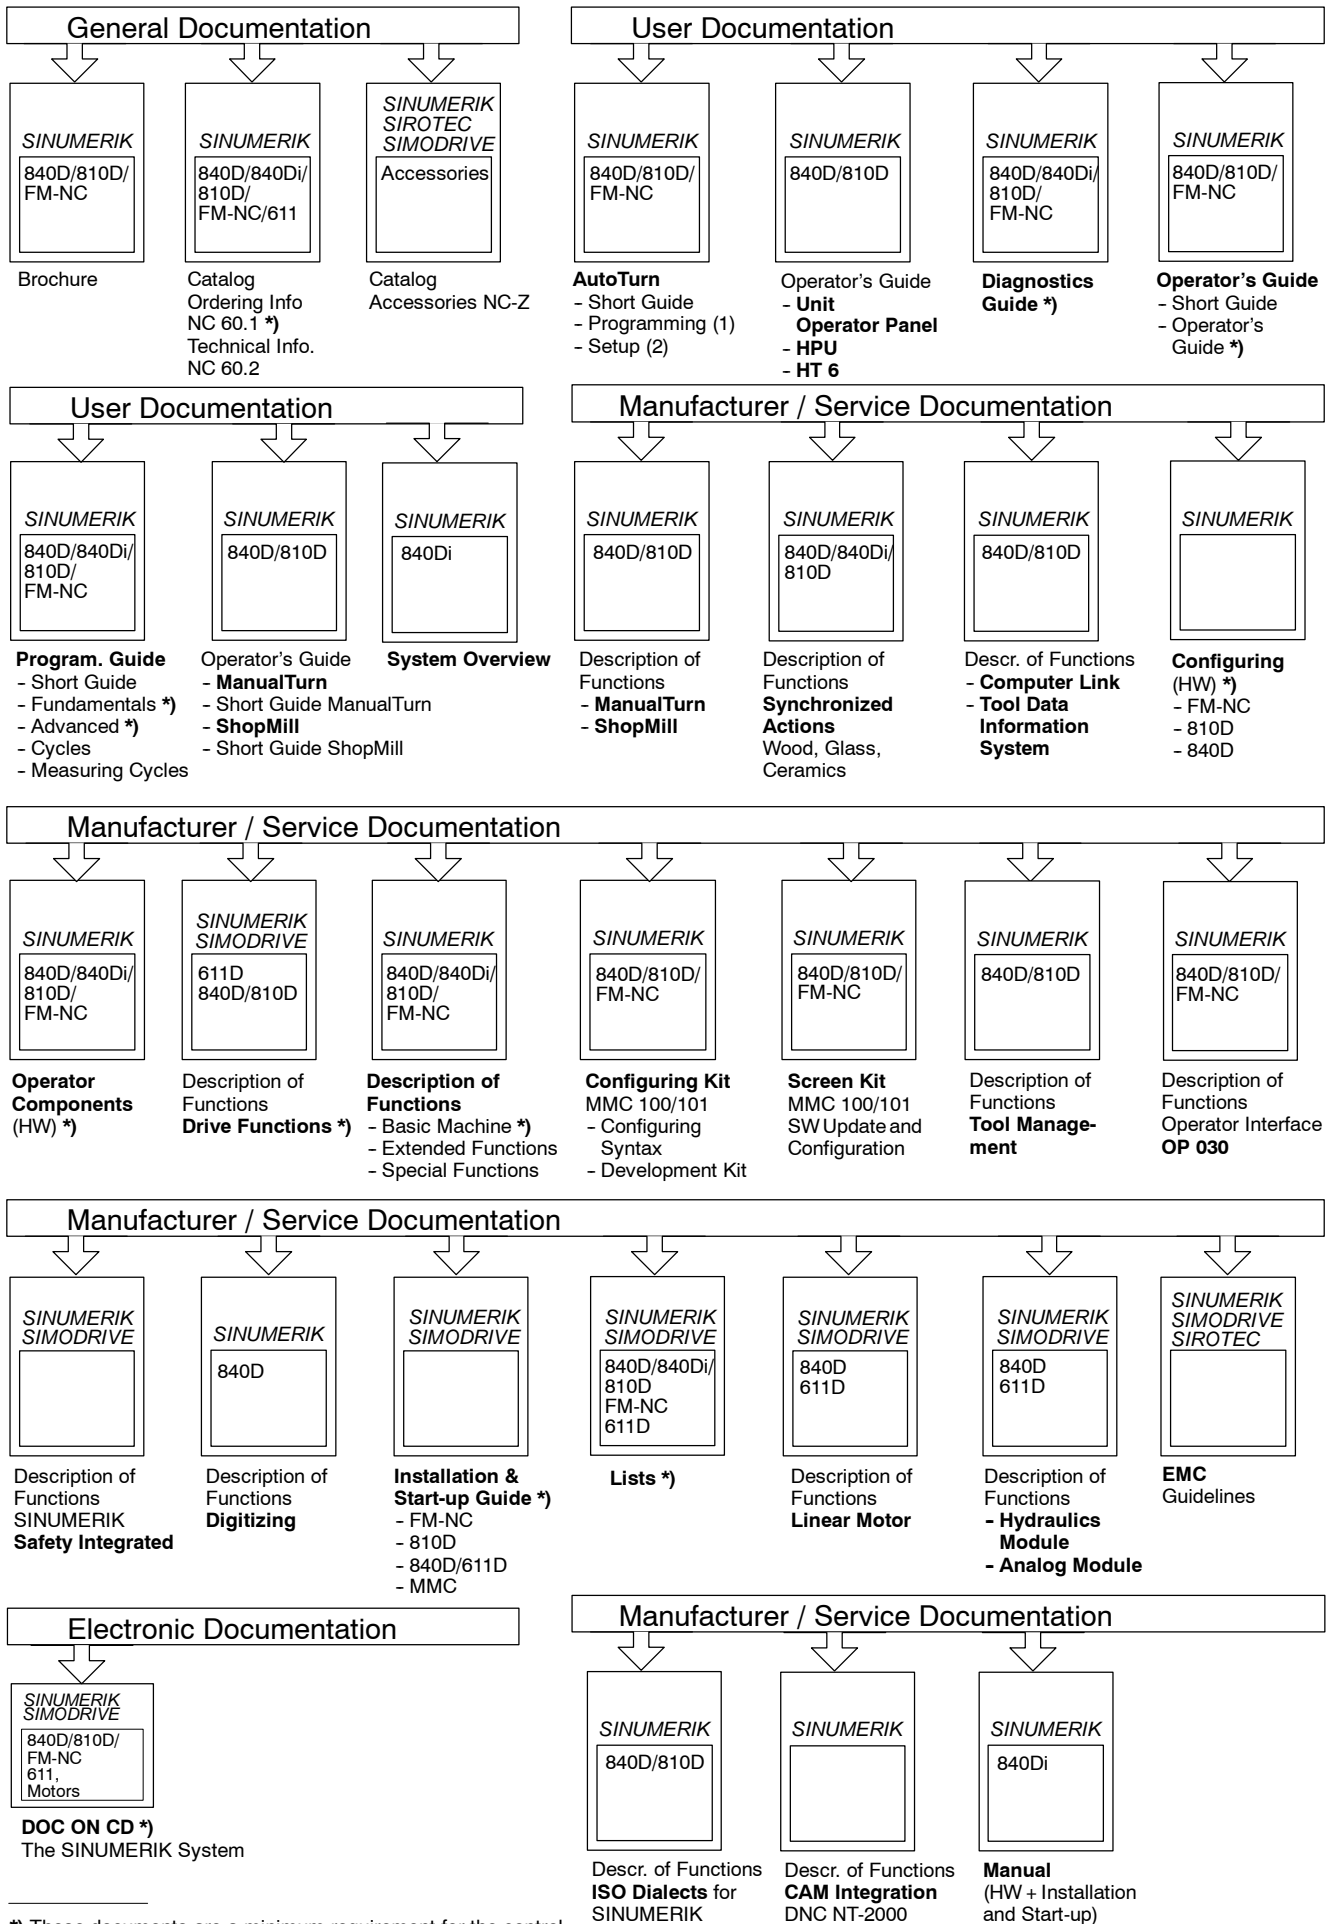 General Documentation
SINUMERIK
840D/810D/
FM-NC
Brochure
SINUMERIK
840D/840Di/
810D/
FM-NC/611
Catalog
Ordering Info
NC 60.1 *)
Technical Info.
NC 60.2
SINUMERIK
SIROTEC
SIMODRIVE
Accessories
Catalog
Accessories NC-Z
User Documentation
SINUMERIK
840D/810D/
FM-NC
AutoTurn
- Short Guide
- Programming (1)
- Setup (2)
SINUMERIK
840D/810D
Operator's Guide
- Unit
Operator Panel
- HPU
- HT 6
SINUMERIK
840D/840Di/
810D/
FM-NC
Diagnostics
Guide *)
SINUMERIK
840D/810D/
FM-NC
Operator's Guide
- Short Guide
- Operator's
Guide *)
User Documentation
SINUMERIK
840D/840Di/
810D/
FM-NC
Program. Guide
- Short Guide
- Fundamentals *)
- Advanced *)
- Cycles
- Measuring Cycles
SINUMERIK
840D/810D
Operator's Guide
- ManualTurn
- Short Guide ManualTurn
- ShopMill
- Short Guide ShopMill
SINUMERIK
840Di
System Overview
Manufacturer / Service Documentation
SINUMERIK
840D/810D
Description of
Functions
- ManualTurn
- ShopMill
SINUMERIK
840D/840Di/
810D
Description of
Functions
Synchronized
Actions
Wood, Glass,
Ceramics
SINUMERIK
840D/810D
Descr. of Functions
- Computer Link
- Tool Data
Information
System
SINUMERIK
Configuring
(HW) *)
- FM-NC
- 810D
- 840D
Manufacturer / Service Documentation
SINUMERIK
840D/840Di/
810D/
FM-NC
Operator
Components
(HW) *)
SINUMERIK
SIMODRIVE
611D
840D/810D
Description of
Functions
Drive Functions *)
SINUMERIK
840D/840Di/
810D/
FM-NC
Description of
Functions
- Basic Machine *)
- Extended Functions
- Special Functions
SINUMERIK
840D/810D/
FM-NC
Configuring Kit
MMC 100/101
- Configuring
Syntax
- Development Kit
SINUMERIK
840D/810D/
FM-NC
Screen Kit
MMC 100/101
SW Update and
Configuration
SINUMERIK
840D/810D
Description of
Functions
Tool Manage-
ment
SINUMERIK
840D/810D/
FM-NC
Description of
Functions
Operator Interface
OP 030
Manufacturer / Service Documentation
SINUMERIK
SIMODRIVE
Description of
Functions
SINUMERIK
Safety Integrated
SINUMERIK
840D
Description of
Functions
Digitizing
SINUMERIK
SIMODRIVE
Installation &
Start-up Guide *)
- FM-NC
- 810D
- 840D/611D
- MMC
SINUMERIK
SIMODRIVE
840D/840Di/
810D
FM-NC
611D
Lists *)
SINUMERIK
SIMODRIVE
840D
611D
Description of
Functions
Linear Motor
SINUMERIK
SIMODRIVE
840D
611D
Description of
Functions
- Hydraulics
Module
- Analog Module
SINUMERIK
SIMODRIVE
SIROTEC
EMC
Guidelines
Electronic Documentation
SINUMERIK
SIMODRIVE
840D/810D/
FM-NC
611,
Motors
DOC ON CD *)
The SINUMERIK System
Manufacturer / Service Documentation
SINUMERIK
840D/810D
Descr. of Functions
ISO Dialects for
SINUMERIK
SINUMERIK
Descr. of Functions
CAM Integration
DNC NT-2000
SINUMERIK
840Di
Manual
(HW + Installation
and Start-up)
*) These documents are a minimum requirement for the control